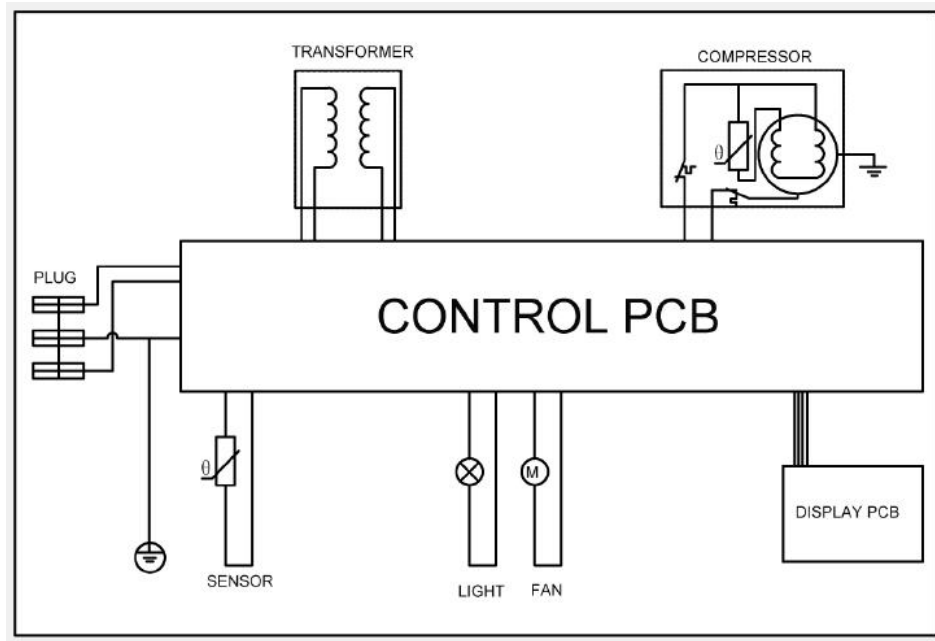 TRANSFORMER
COMPRESSOR
θ
PLUG
CONTROL PCB
θ
M
DISPLAY PCB
SENSOR
LIGHT
FAN